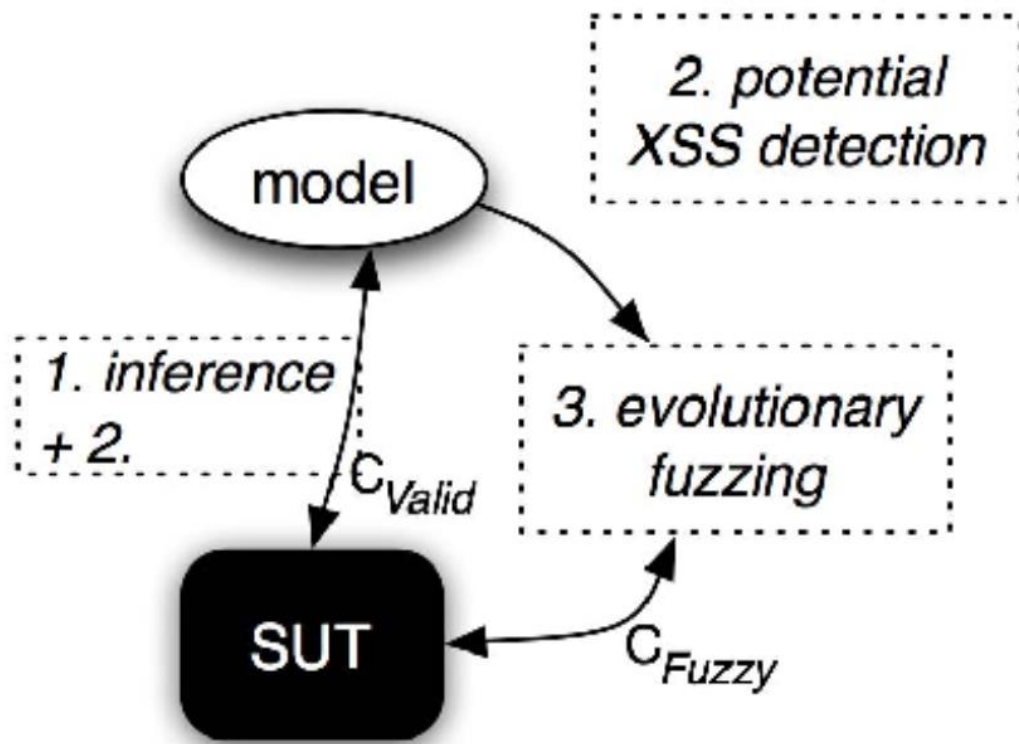 2. potential
XSS detection
model
1. inference
+ 2.
3. evolutionary
fuzzing
C_Valid
SUT
C_Fuzzy